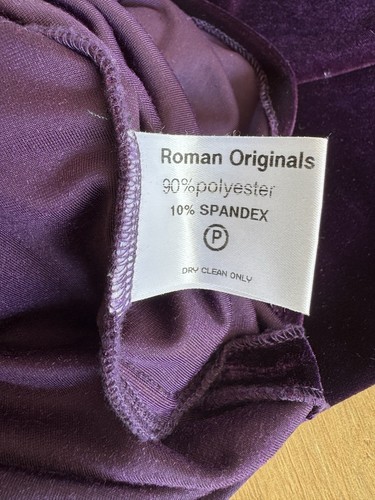 Roman Originals
90%polyester
10% SPANDEX
P
DRY CLEAN ONLY